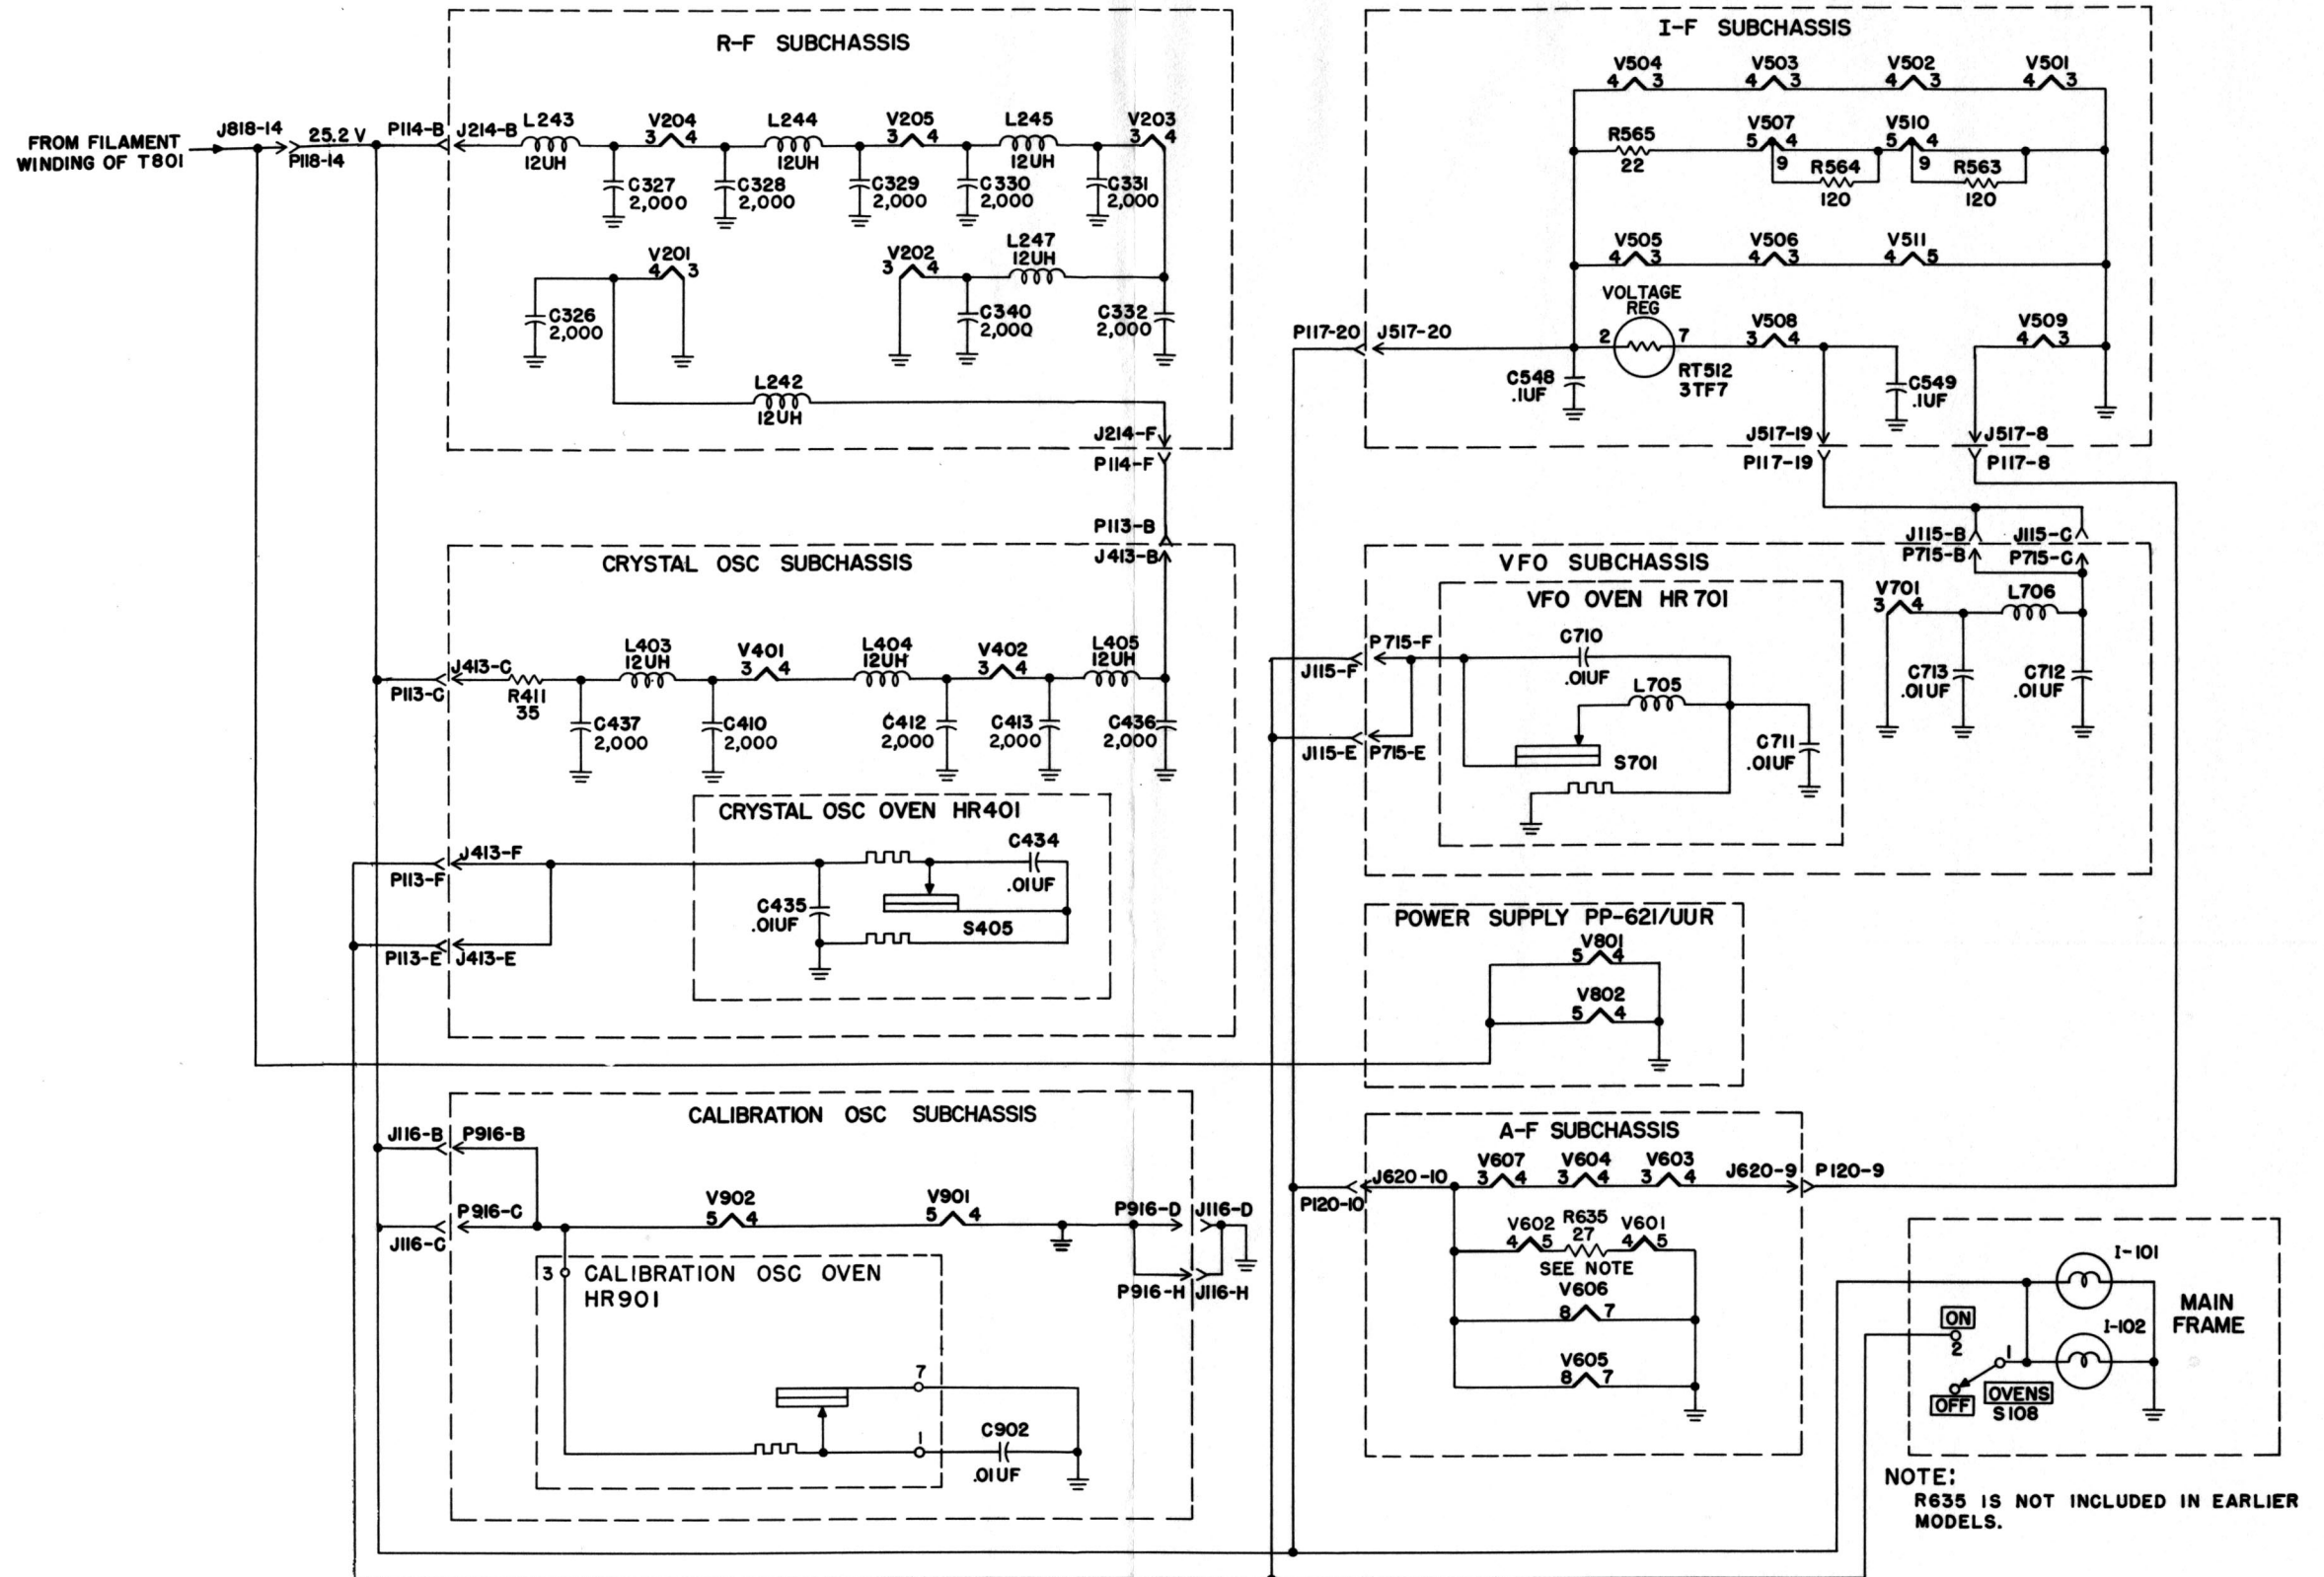 FROM FILAMENT
WINDING OF T801
J818-14
25.2 V
P118-14
P114-B
R-F SUBCHASSIS
J214-B
L243
12UH
V204
3 4
L244
12UH
V205
3 4
L245
12UH
V203
3 4
C327
2,000
C328
2,000
C329
2,000
C330
2,000
C331
2,000
V201
4 3
V202
3 4
L247
12UH
C326
2,000
C340
2,000
C332
2,000
L242
12UH
J214-F
P114-F
P113-B
J413-B
CRYSTAL OSC SUBCHASSIS
J413-C
P113-C
R411
35
L403
12UH
V401
3 4
L404
12UH
V402
3 4
L405
12UH
C437
2,000
C410
2,000
C412
2,000
C413
2,000
C436
2,000
CRYSTAL OSC OVEN HR401
J413-F
P113-F
C434
.01UF
C435
.01UF
S405
P113-E
J413-E
CALIBRATION OSC SUBCHASSIS
J116-B
P916-B
P916-C
J116-C
V902
5 4
V901
5 4
P916-D
J116-D
P916-H
J116-H
3
CALIBRATION OSC OVEN
HR901
7
1
C902
.01UF
I-F SUBCHASSIS
V504
4 3
V503
4 3
V502
4 3
V501
4 3
R565
22
V507
5 4
9
R564
120
V510
5 4
9
R563
120
V505
4 3
V506
4 3
V511
4 5
VOLTAGE
REG
2
7
RT512
3TF7
V508
3 4
V509
4 3
P117-20
J517-20
C548
.1UF
C549
.1UF
J517-19
P117-19
J517-8
P117-8
J115-B
J115-C
P715-B
P715-C
VFO SUBCHASSIS
VFO OVEN HR701
P715-F
J115-F
C710
.01UF
L705
S701
C711
.01UF
J115-E
P715-E
V701
3 4
L706
C713
.01UF
C712
.01UF
POWER SUPPLY PP-621/UUR
V801
5 4
V802
5 4
A-F SUBCHASSIS
J620-10
P120-10
V607
3 4
V604
3 4
V603
3 4
J620-9
P120-9
V602
4 5
R635
27
V601
4 5
SEE NOTE
V606
8 7
V605
8 7
I-101
I-102
MAIN
FRAME
ON
2
1
OFF
OVENS
S108
NOTE:
R635 IS NOT INCLUDED IN EARLIER
MODELS.